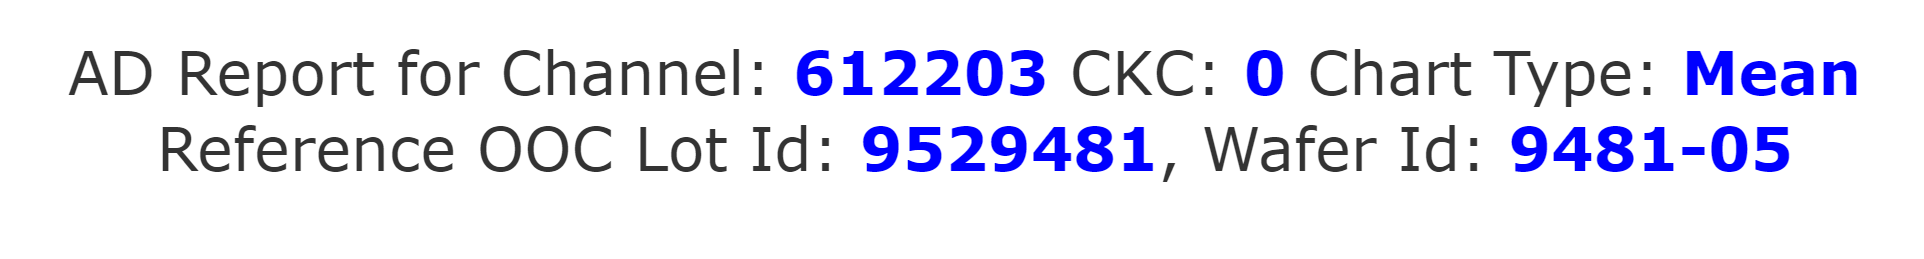 AD Report for Channel: 612203 CKC: 0 Chart Type: Mean
Reference OOC Lot Id: 9529481, Wafer Id: 9481-05